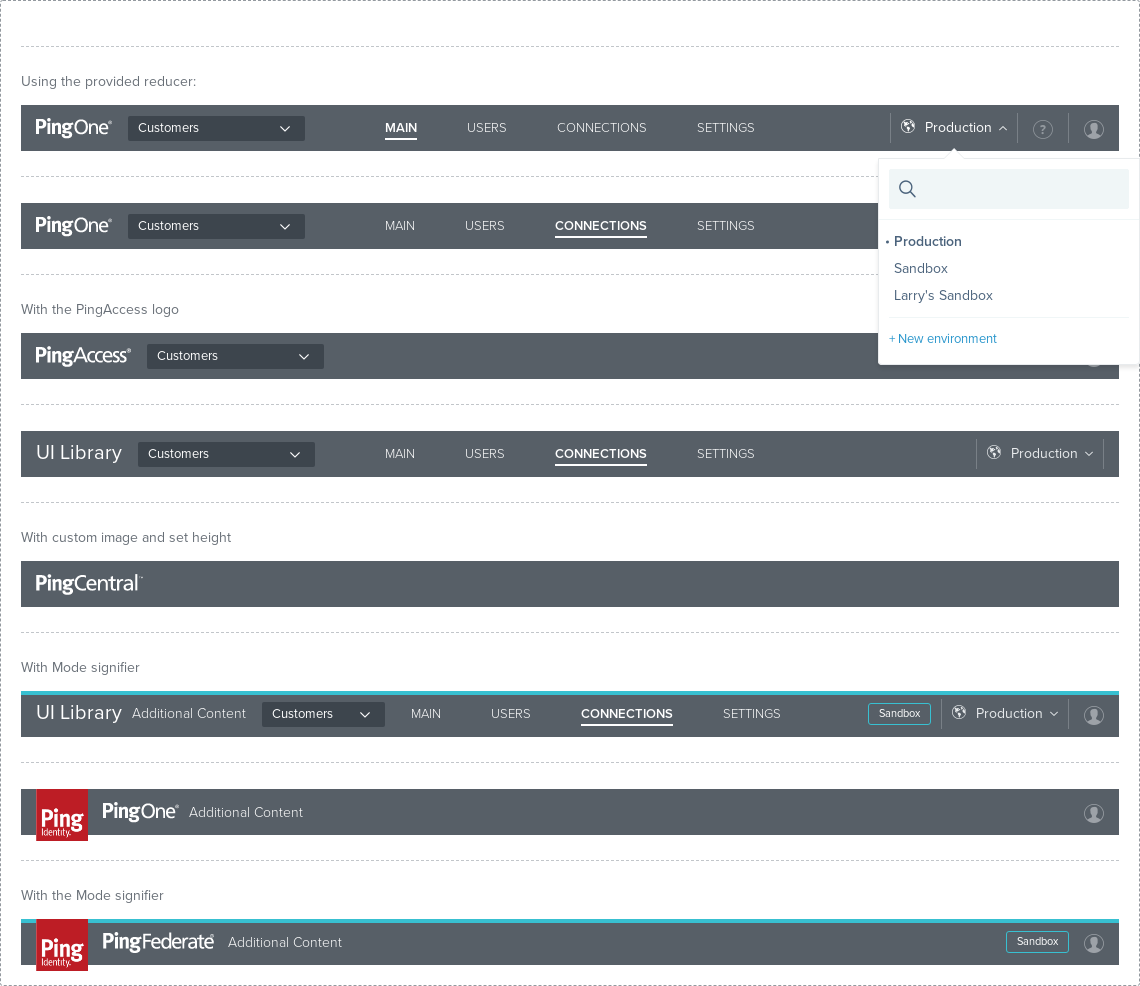 Using the provided reducer:
PingOne® Customers MAIN USERS CONNECTIONS SETTINGS Production ?
PingOne® Customers MAIN USERS CONNECTIONS SETTINGS
• Production
Sandbox
Larry's Sandbox
+ New environment
With the PingAccess logo
PingAccess® Customers
UI Library Customers MAIN USERS CONNECTIONS SETTINGS Production
With custom image and set height
PingCentral™
With Mode signifier
UI Library Additional Content Customers MAIN USERS CONNECTIONS SETTINGS Sandbox Production
Ping Identity. PingOne® Additional Content
With the Mode signifier
Ping Identity. PingFederate® Additional Content Sandbox